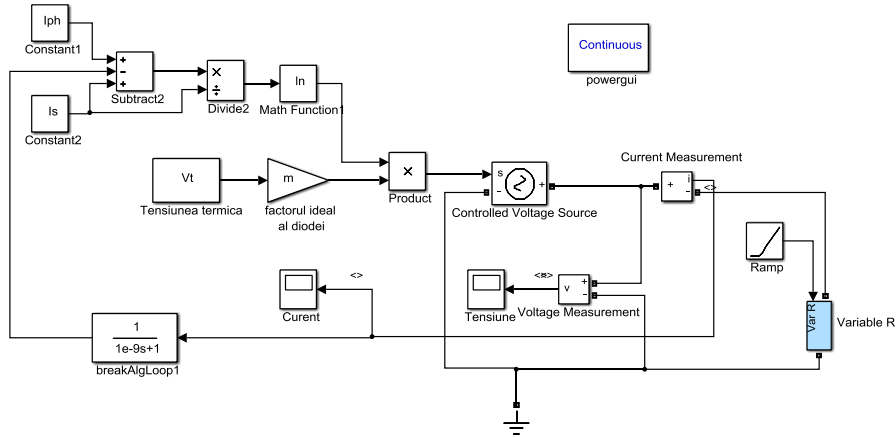 Iph
Constant1
+
−
+
Subtract2
Is
Constant2
×
÷
Divide2
ln
Math Function1
Continuous
powergui
Vt
Tensiunea termica
m
factorul ideal
al diodei
×
Product
s
−
+
Controlled Voltage Source
Current Measurement
+
i
−
<>
Ramp
<>
Curent
Tensiune
<¤>
v
+
−
Voltage Measurement
Var R
Variable R
1
1e-9s+1
breakAlgLoop1